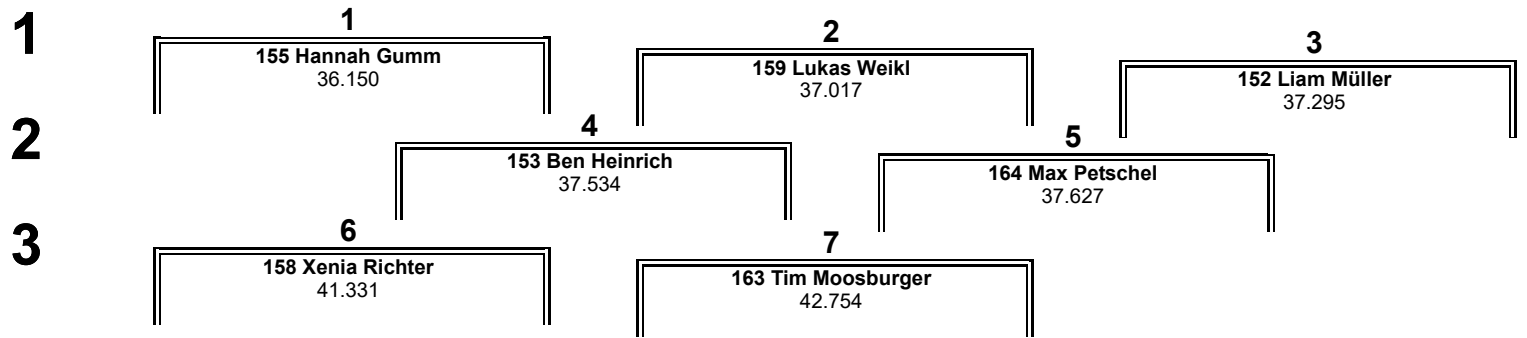 1
1
155 Hannah Gumm
36.150
2
159 Lukas Weikl
37.017
3
152 Liam Müller
37.295
2
4
153 Ben Heinrich
37.534
5
164 Max Petschel
37.627
3
6
158 Xenia Richter
41.331
7
163 Tim Moosburger
42.754